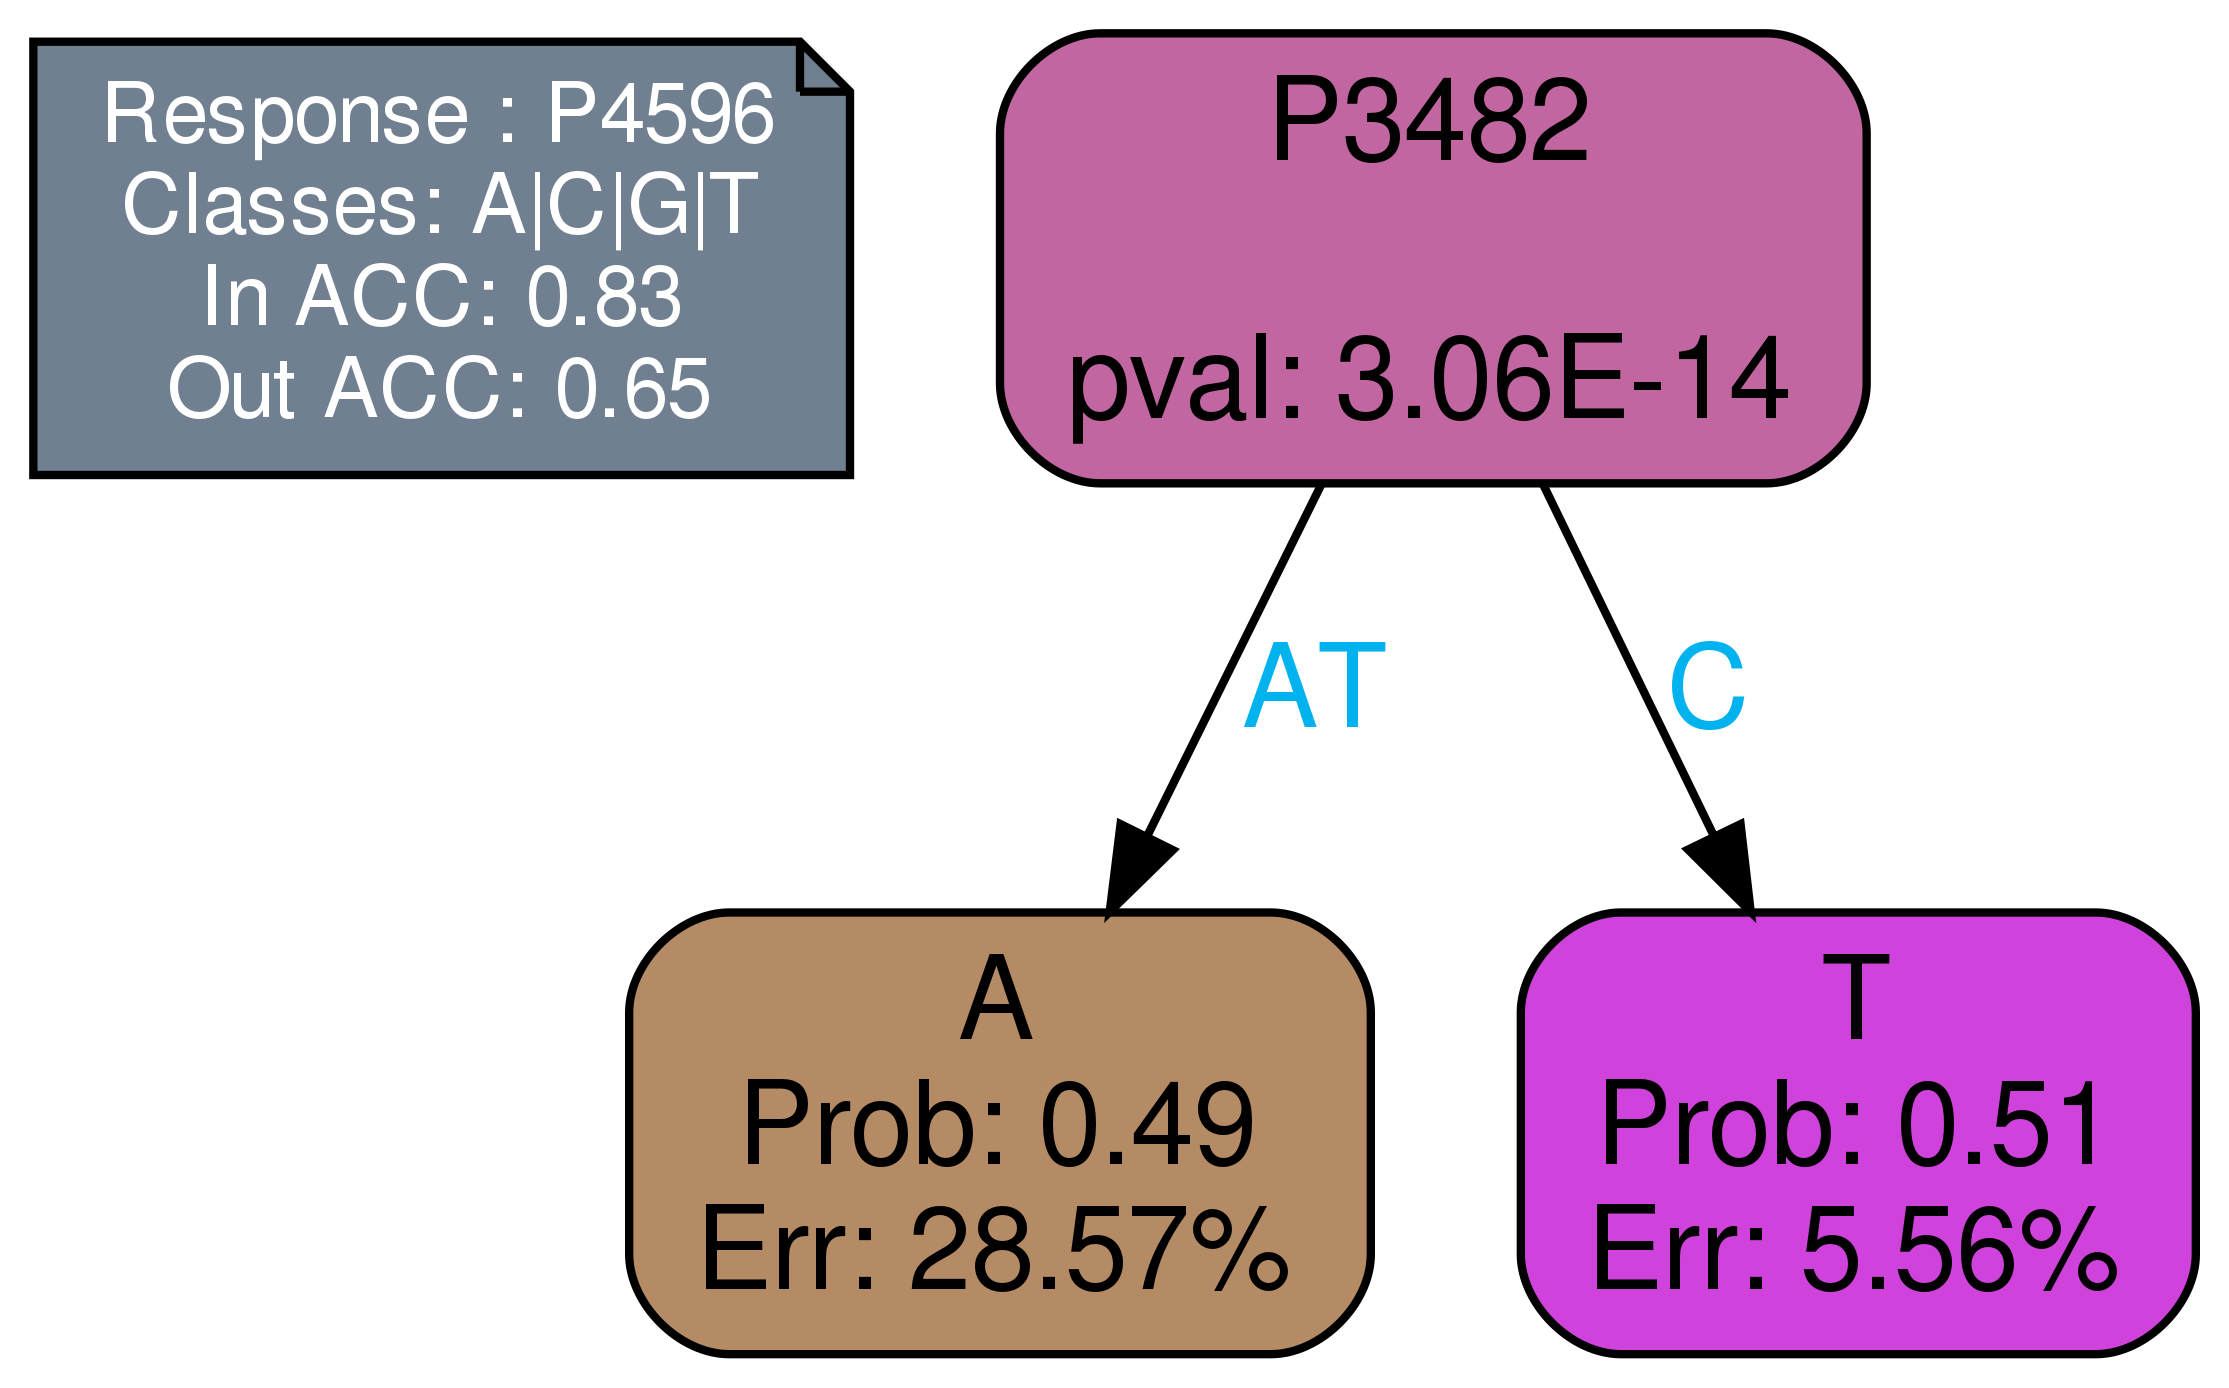 Response : P4596
Classes: A|C|G|T
In ACC: 0.83
Out ACC: 0.65
P3482
pval: 3.06E-14
AT
C
A
Prob: 0.49
Err: 28.57%
T
Prob: 0.51
Err: 5.56%